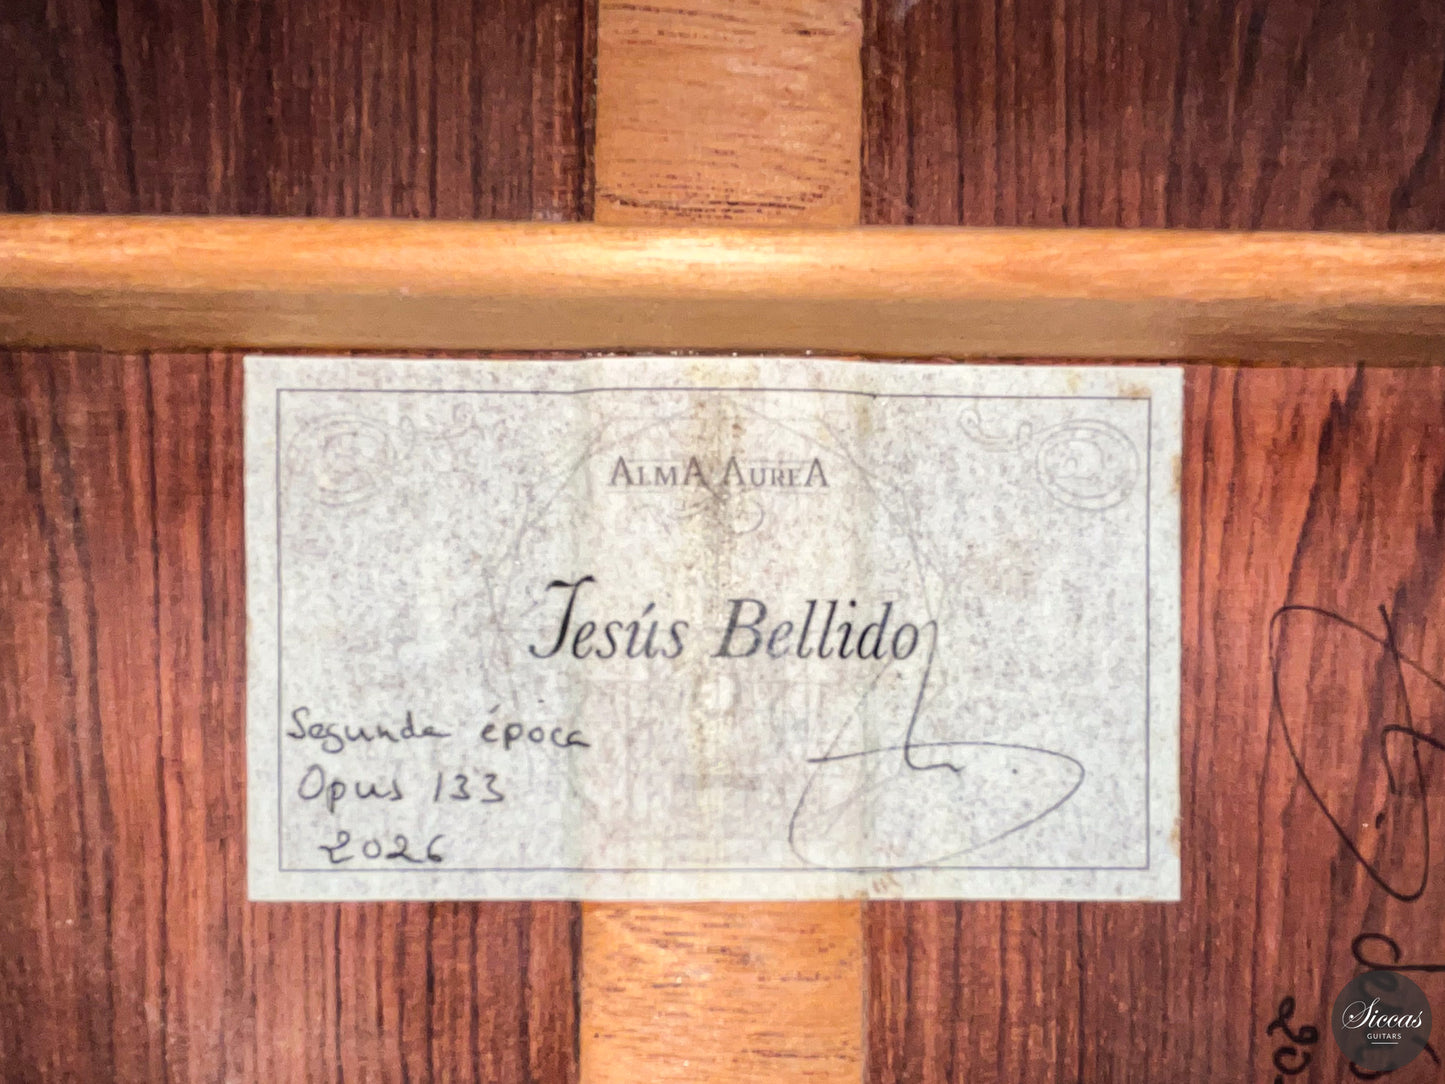 ALMA AUREA
Jesús Bellido
Segunda época
Opus 133
2026
Siccas
GUITARS